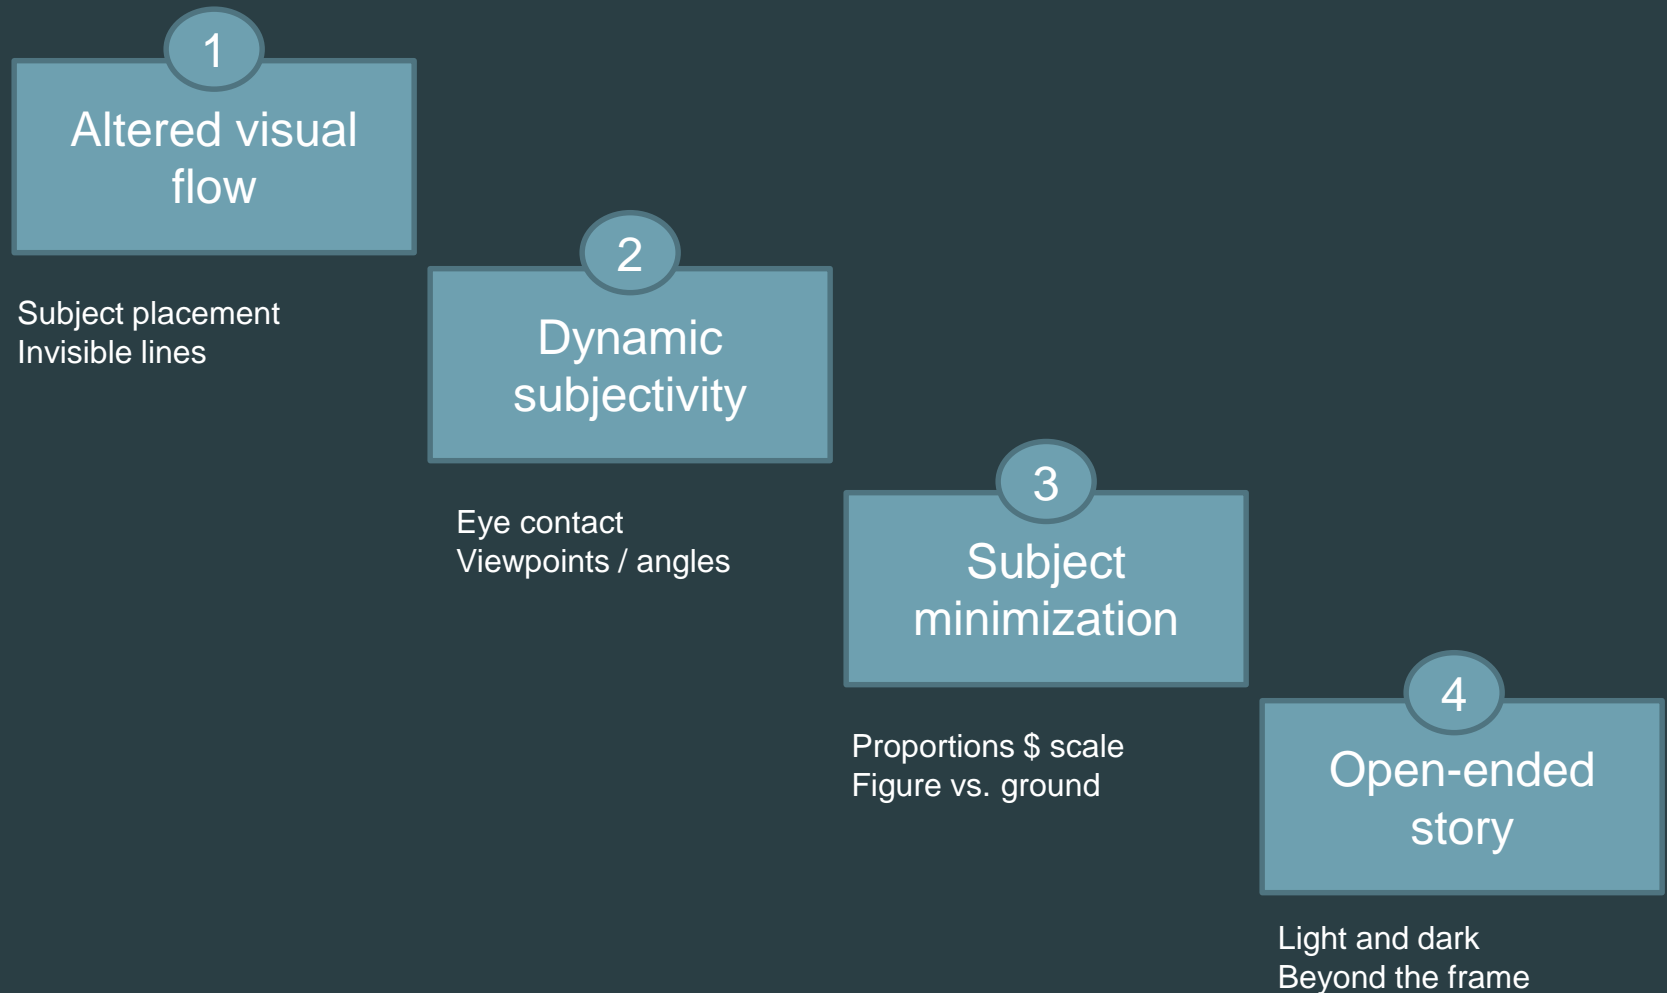 1
Altered visual
flow
Subject placement
Invisible lines
2
Dynamic
subjectivity
Eye contact
Viewpoints / angles
3
Subject
minimization
Proportions $ scale
Figure vs. ground
4
Open-ended
story
Light and dark
Beyond the frame